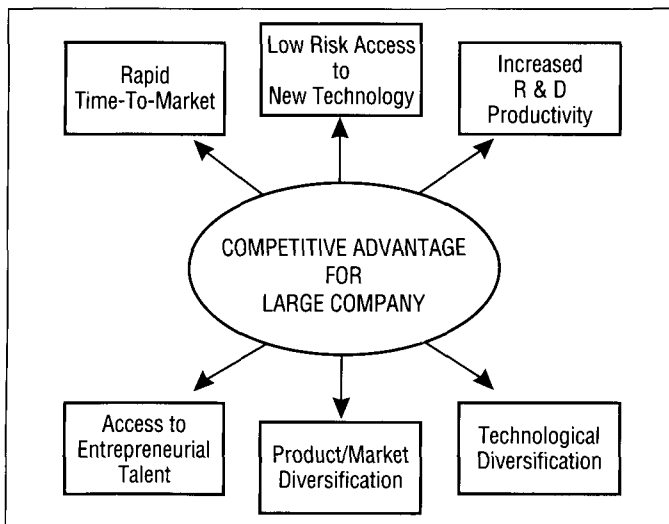 Rapid
Time-To-Market
Low Risk Access
to
New Technology
Increased
R & D
Productivity
COMPETITIVE ADVANTAGE
FOR
LARGE COMPANY
Access to
Entrepreneurial
Talent
Product/Market
Diversification
Technological
Diversification